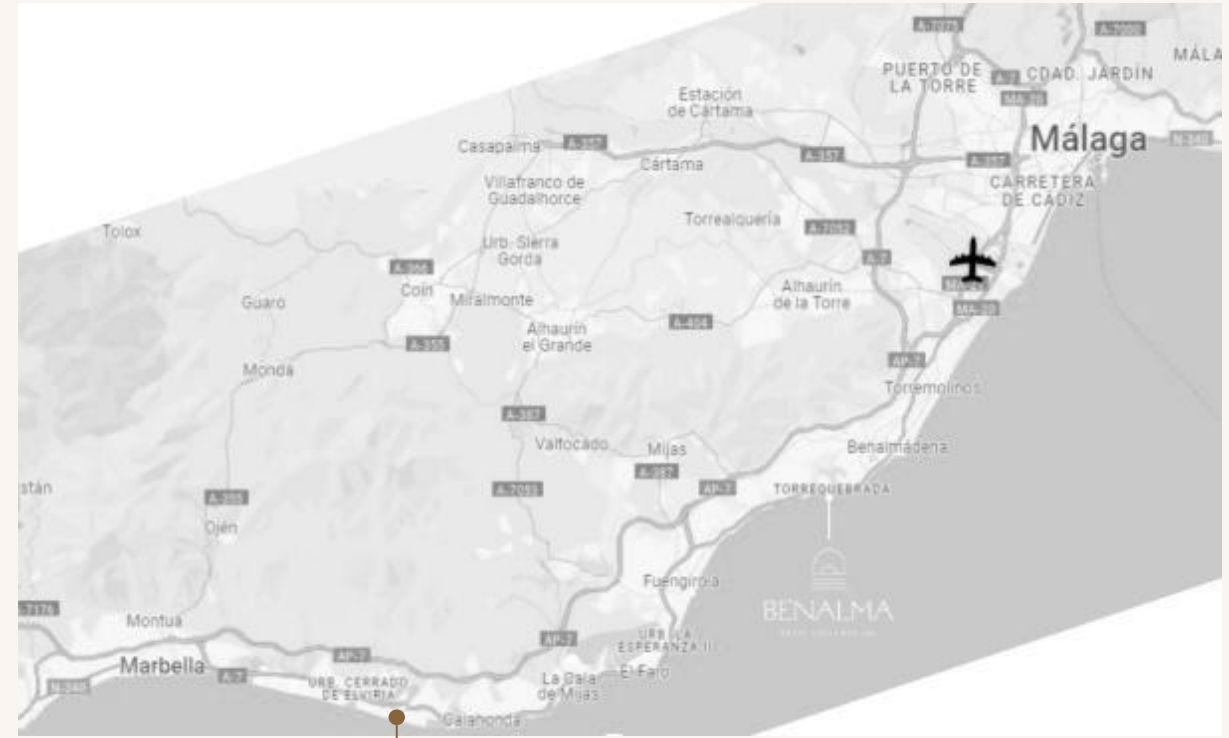 A-7075
A-7000
PUERTO DE
LA TORRE
A-7
CDAD. JARDÍN
MÁLA
MA-20
Estación
de Cártama
Málaga
N-340
Casapalma
A-357
Cártama
A-357
A-357
Villafranco de
Guadalhorce
CARRETERA
DE CÁDIZ
Torrealquería
A-7052
Tolox
Urb. Sierra
Gorda
A-7
A-366
Coín
Miralmonte
Guaro
Alhaurín
de la Torre
MA-20
Alhaurín
el Grande
A-404
A-355
Monda
AP-7
Torremolinos
A-387
Valtocado
Mijas
Benalmádena
A-387
stán
A-355
A-7053
AP-7
TORREQUEBRADA
Ojén
Fuengirola
BENALMA
A-7176
Montua
URB. LA
ESPERANZA II
AP-7
AP-7
Marbella
A-7
N-340
URB. CERRADO
DE ELVIRIA
La Cala
de Mijas
El Faro
Calahonda